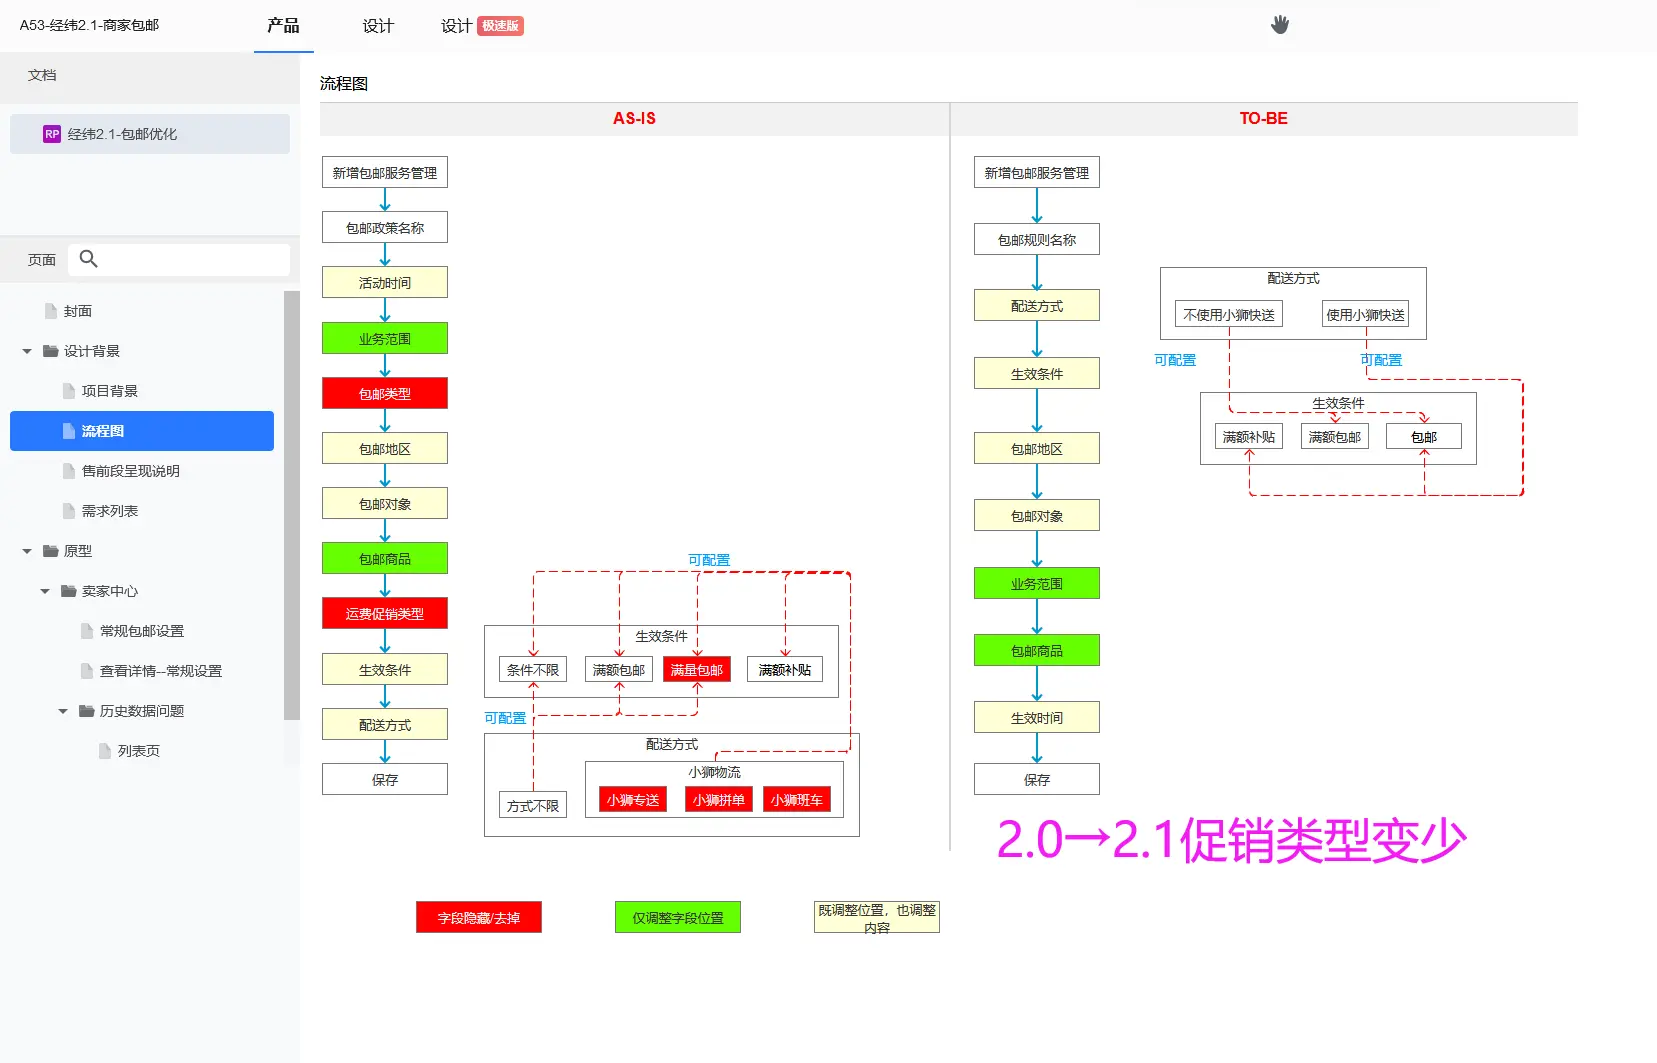 A53-经纬2.1-商家包邮
产品
设计
设计 极速版
文档
RP 经纬2.1-包邮优化
页面
封面
设计背景
项目背景
流程图
售前段呈现说明
需求列表
原型
卖家中心
常规包邮设置
查看详情--常规设置
历史数据问题
列表页
流程图
AS-IS
新增包邮服务管理
包邮政策名称
活动时间
业务范围
包邮类型
包邮地区
包邮对象
包邮商品
运费促销类型
生效条件
配送方式
保存
可配置
生效条件
条件不限
满额包邮
满量包邮
满额补贴
可配置
配送方式
方式不限
小狮物流
小狮专送
小狮拼单
小狮班车
TO-BE
新增包邮服务管理
包邮规则名称
配送方式
生效条件
包邮地区
包邮对象
业务范围
包邮商品
生效时间
保存
配送方式
不使用小狮快送
使用小狮快送
可配置
可配置
生效条件
满额补贴
满额包邮
包邮
2.0→2.1促销类型变少
字段隐藏/去掉
仅调整字段位置
既调整位置，也调整
内容